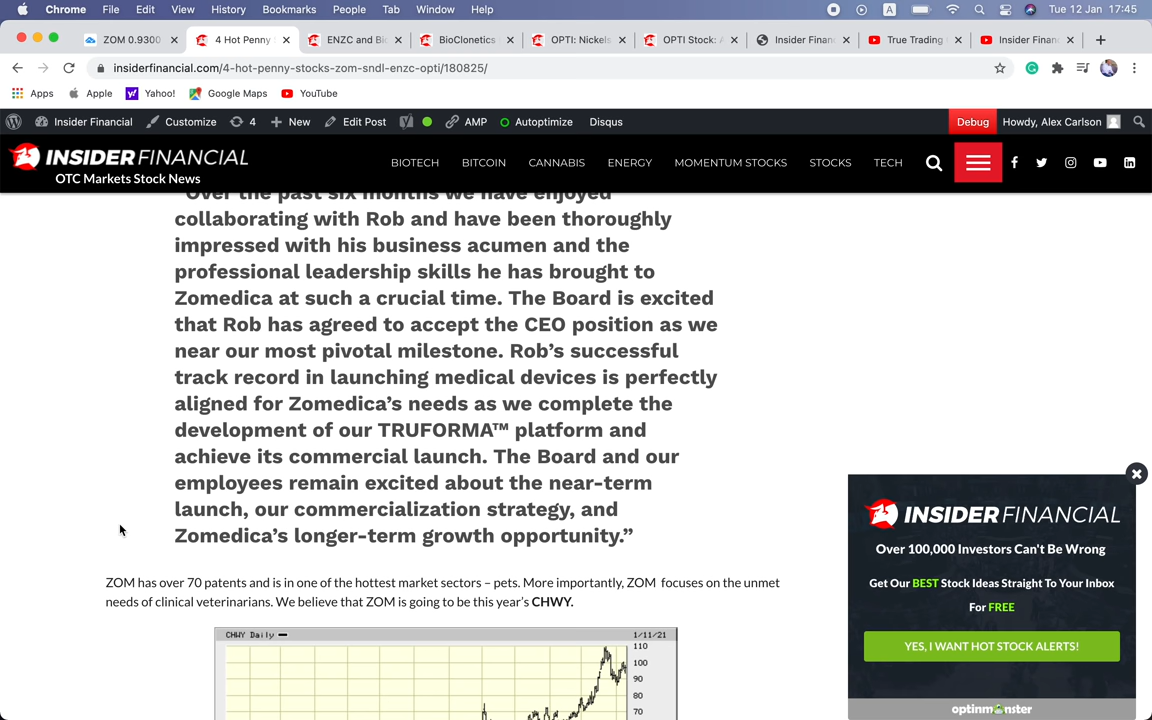 Chrome File Edit View History Bookmarks People Tab Window Help A Tue 12 Jan 17:45
ZOM 0.9300 4 Hot Penny ENZC and Bio BioClonetics OPTI: Nickels OPTI Stock: A Insider Finan True Trading Insider Finan
insiderfinancial.com/4-hot-penny-stocks-zom-sndl-enzc-opti/180825/
Apps Apple Yahoo! Google Maps YouTube
Insider Financial Customize 4 New Edit Post AMP Autoptimize Disqus Debug Howdy, Alex Carlson
INSIDER FINANCIAL
OTC Markets Stock News
BIOTECH BITCOIN CANNABIS ENERGY MOMENTUM STOCKS STOCKS TECH
"Over the past six months we have enjoyed
collaborating with Rob and have been thoroughly
impressed with his business acumen and the
professional leadership skills he has brought to
Zomedica at such a crucial time. The Board is excited
that Rob has agreed to accept the CEO position as we
near our most pivotal milestone. Rob's successful
track record in launching medical devices is perfectly
aligned for Zomedica's needs as we complete the
development of our TRUFORMA™ platform and
achieve its commercial launch. The Board and our
employees remain excited about the near-term
launch, our commercialization strategy, and
Zomedica's longer-term growth opportunity."
ZOM has over 70 patents and is in one of the hottest market sectors – pets. More importantly, ZOM focuses on the unmet
needs of clinical veterinarians. We believe that ZOM is going to be this year's CHWY.
CHWY Daily 1/11/21
110
100
90
80
70
INSIDER FINANCIAL
Over 100,000 Investors Can't Be Wrong
Get Our BEST Stock Ideas Straight To Your Inbox
For FREE
YES, I WANT HOT STOCK ALERTS!
optinmonster